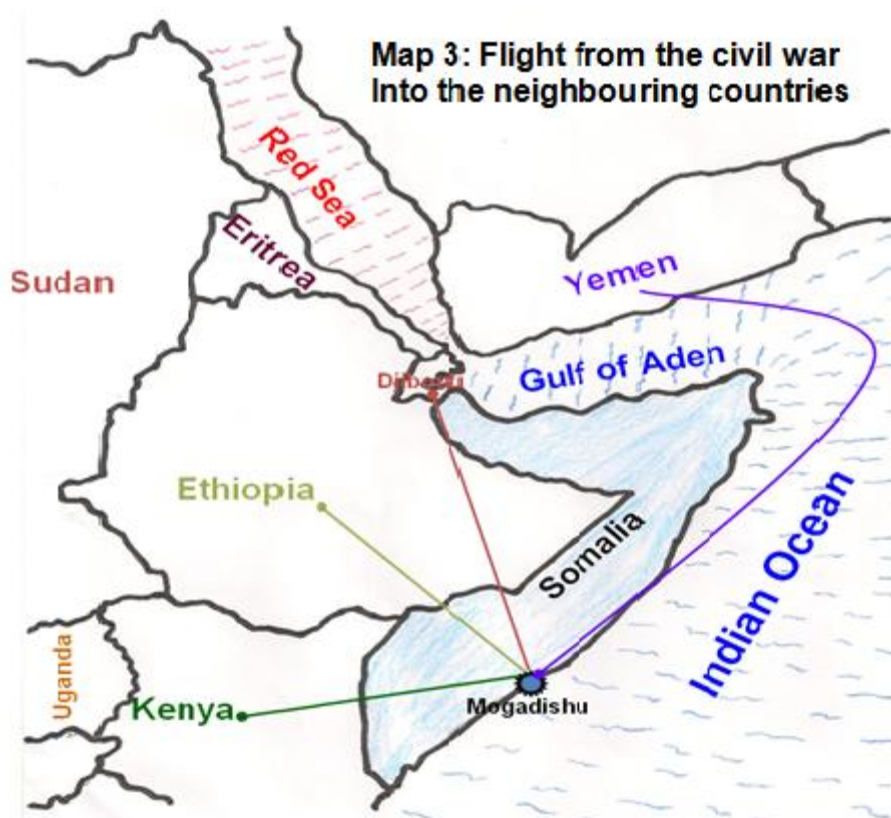 Map 3: Flight from the civil war
Into the neighbouring countries
Red Sea
Eritrea
Sudan
Yemen
Gulf of Aden
Ethiopia
Somalia
Indian Ocean
Uganda
Kenya
Mogadishu